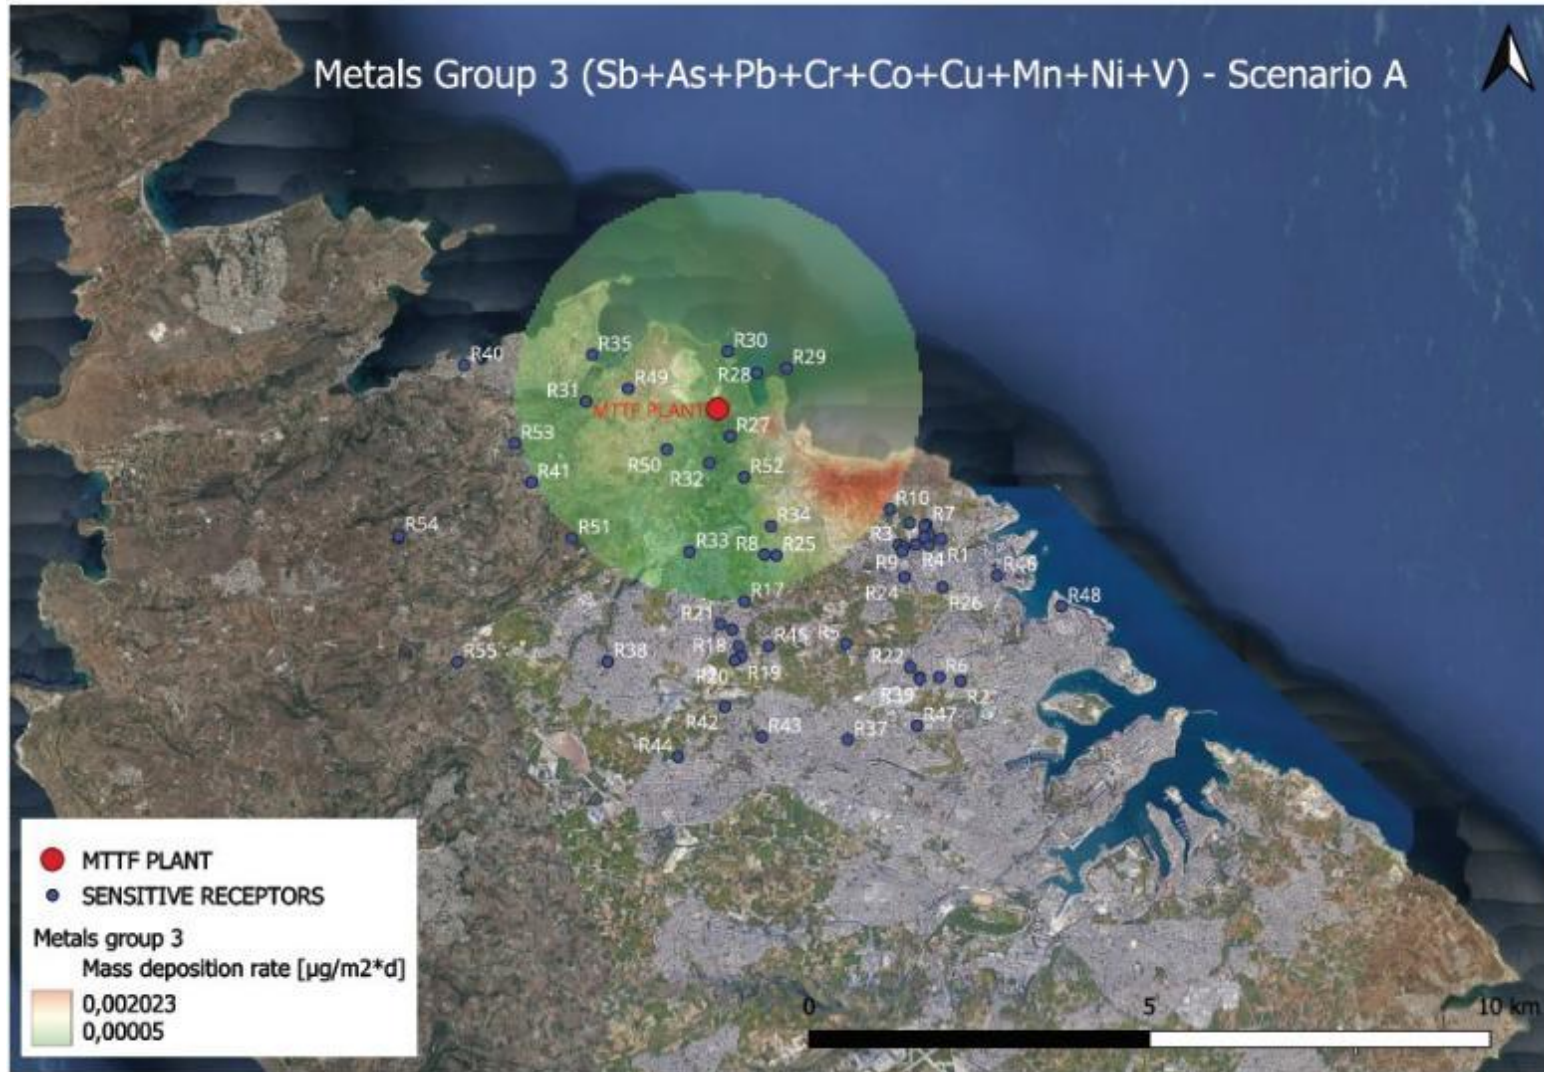 Metals Group 3 (Sb+As+Pb+Cr+Co+Cu+Mn+Ni+V) - Scenario A
R30
R35
R40
R29
R28
R49
R31
MTTF PLANT
R27
R53
R50
R32
R52
R41
R10
R7
R34
R54
R51
R3
R33
R8
R25
R1
R9
R4
R24
R26
R48
R17
R21
R5
R18
R45
R55
R38
R22
R6
R20
R19
R39
R2
R42
R47
R43
R37
R44
MTTF PLANT
SENSITIVE RECEPTORS
Metals group 3
Mass deposition rate [µg/m2*d]
0,002023
0,00005
0
5
10 km